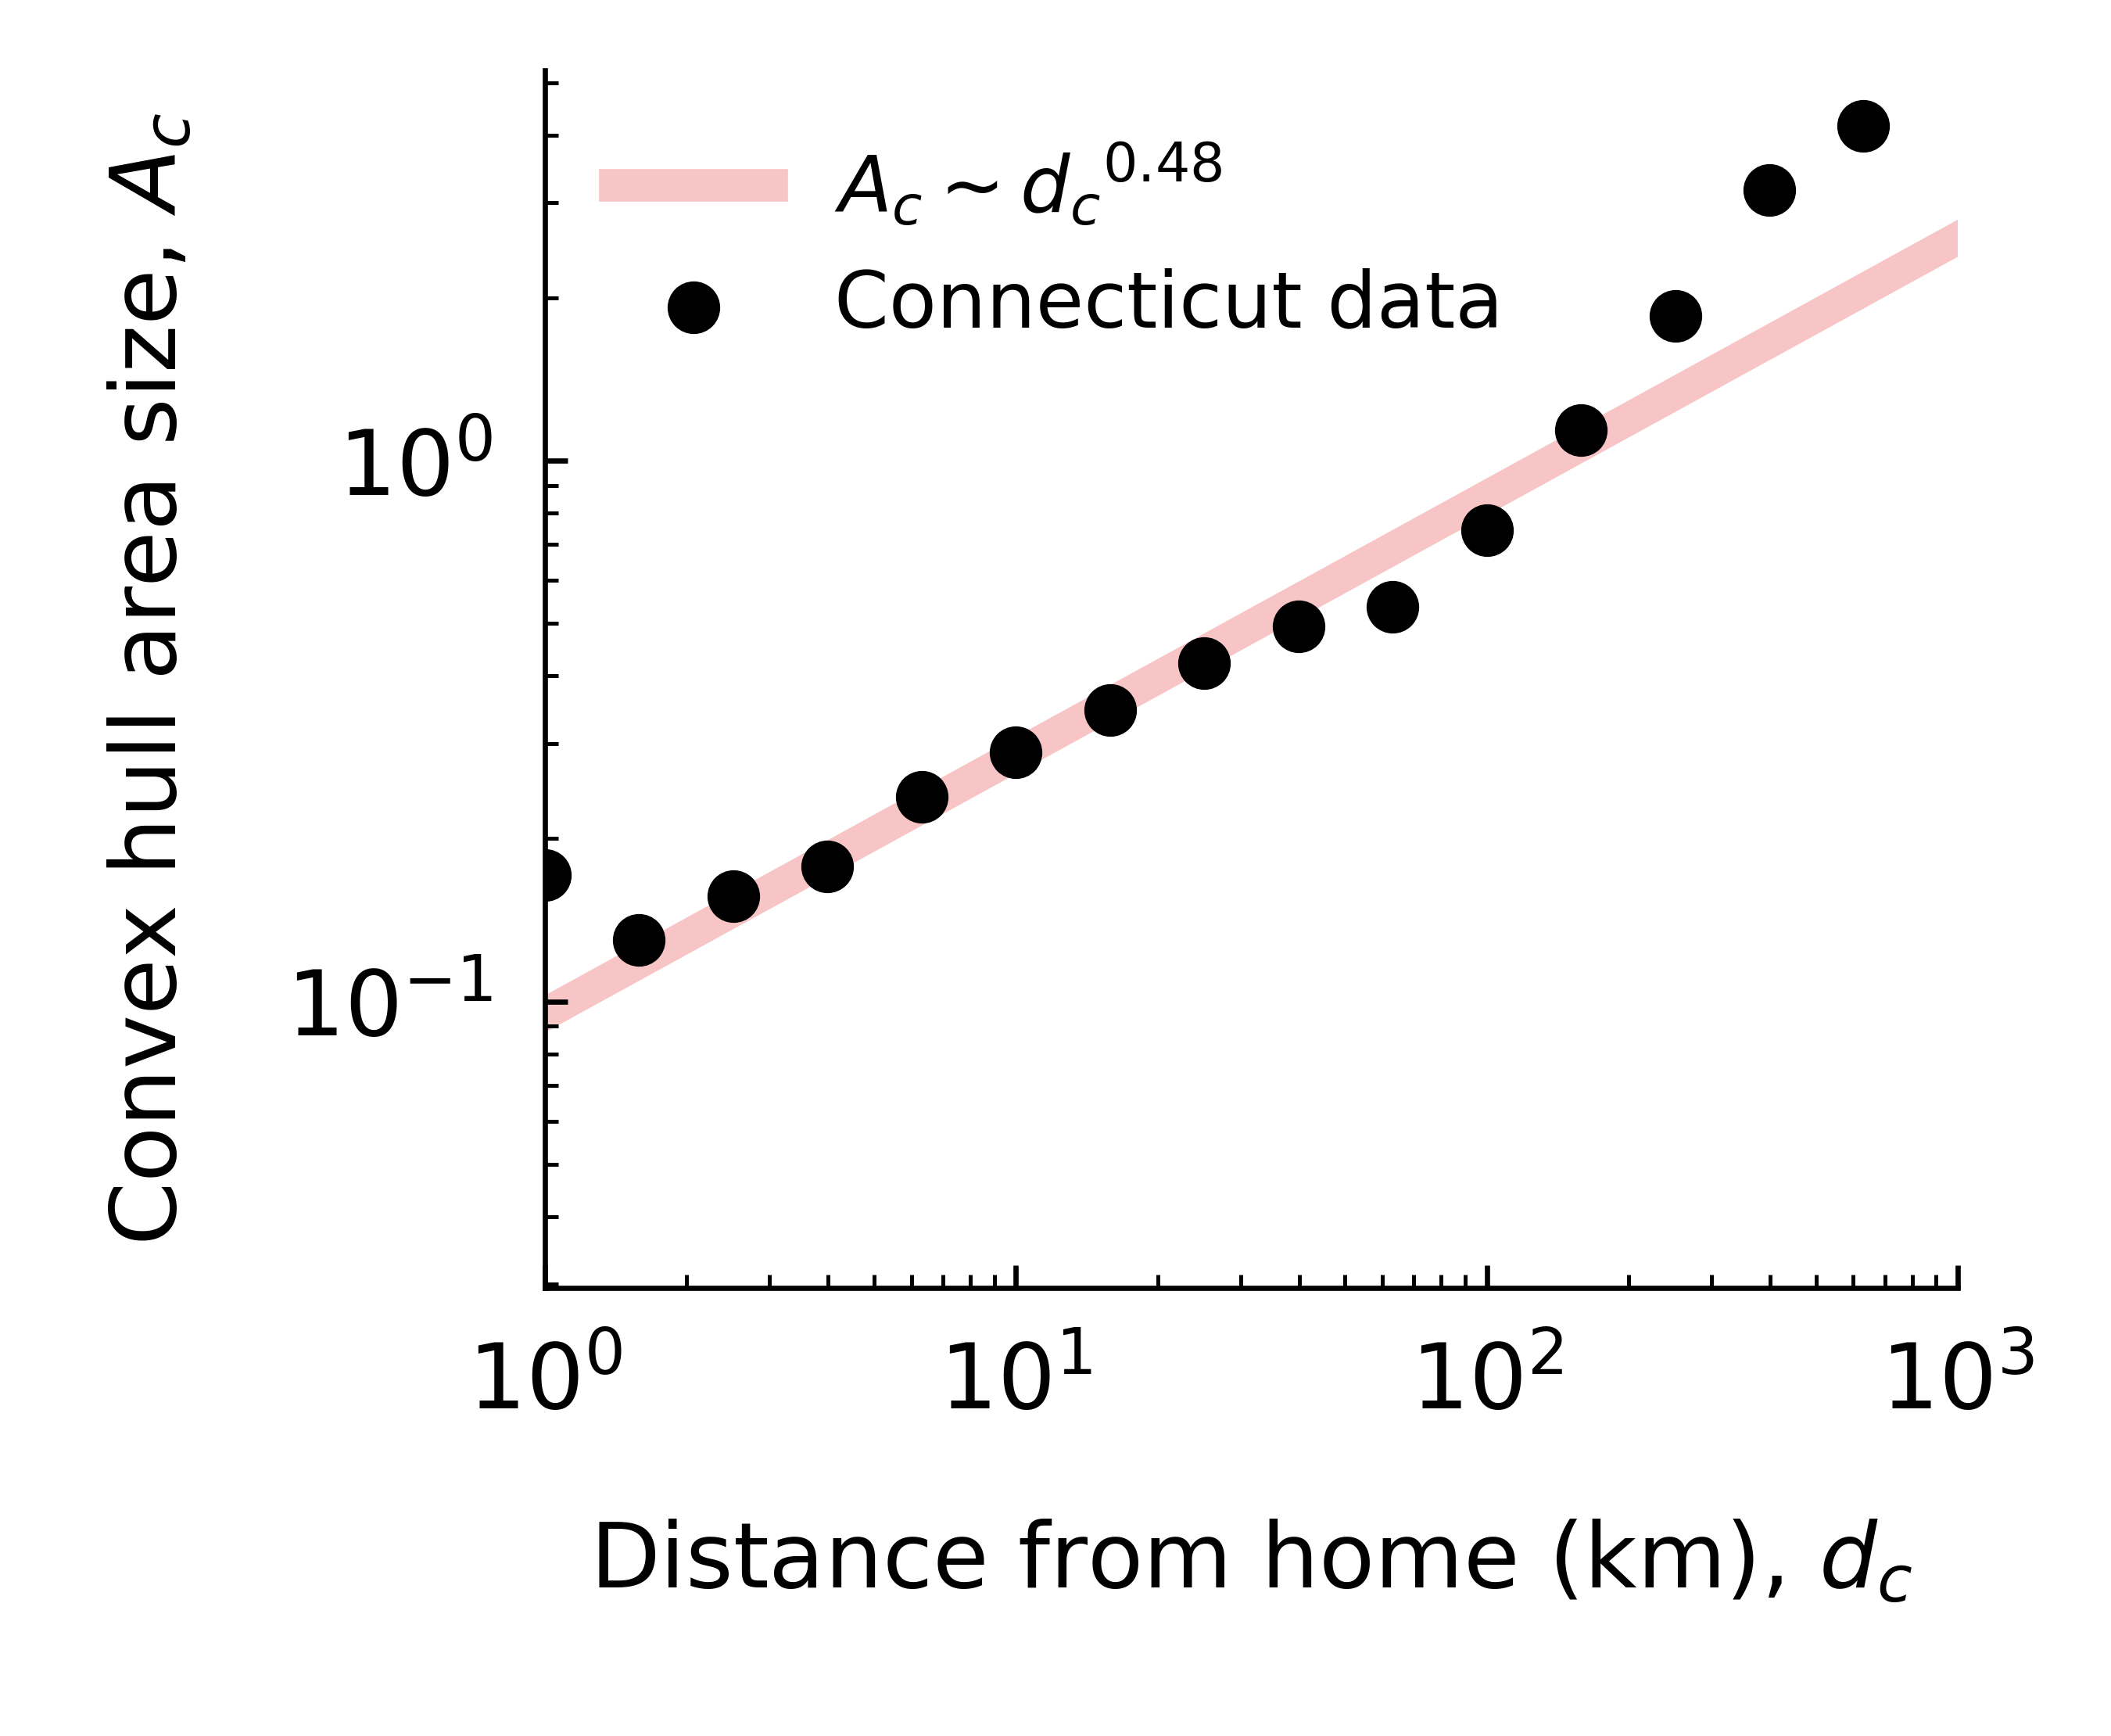 Convex hull area size, A_c
A_c ~ d_c^0.48
Connecticut data
10^0
10^−1
10^0 10^1 10^2 10^3
Distance from home (km), d_c